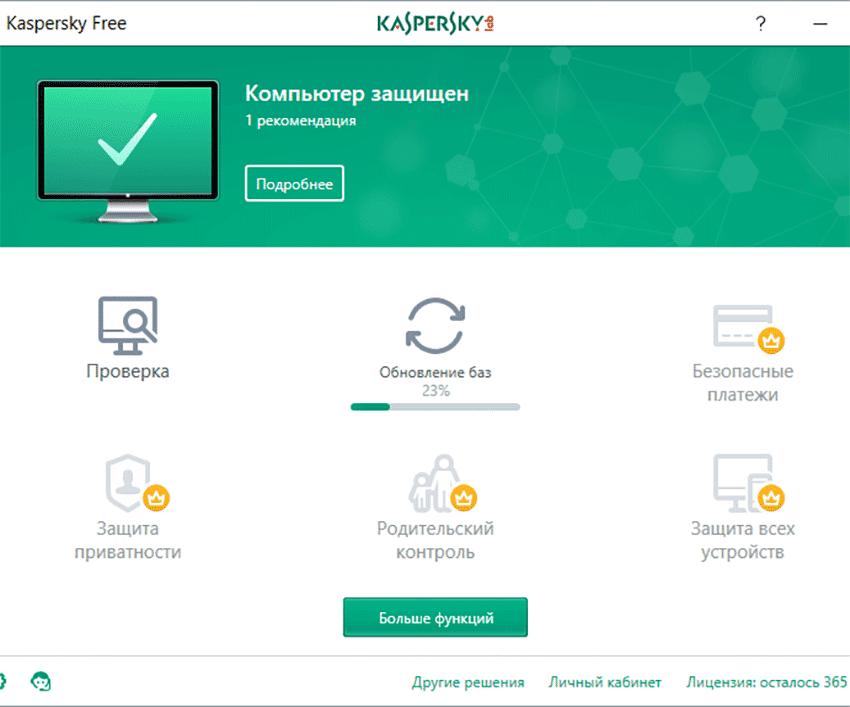 Kaspersky Free
KASPERSKY lab
?
Компьютер защищен
1 рекомендация
Подробнее
Проверка
Обновление баз
23%
Безопасные
платежи
Защита
приватности
Родительский
контроль
Защита всех
устройств
Больше функций
Другие решения
Личный кабинет
Лицензия: осталось 365